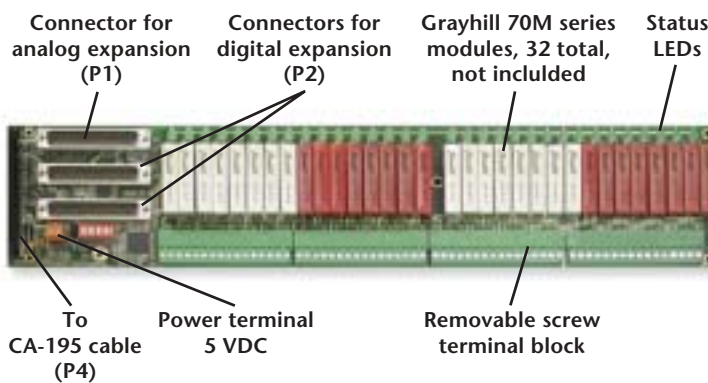 Connector for
analog expansion
(P1)
Connectors for
digital expansion
(P2)
Grayhill 70M series
modules, 32 total,
not inclulded
Status
LEDs
To
CA-195 cable
(P4)
Power terminal
5 VDC
Removable screw
terminal block